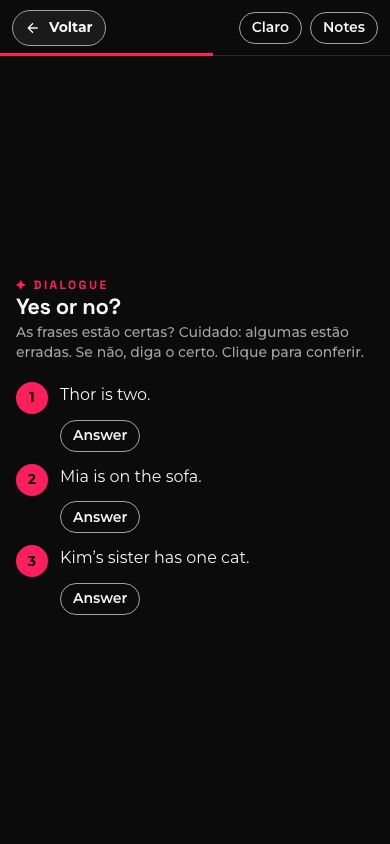 Voltar
Claro
Notes
DIALOGUE
Yes or no?
As frases estão certas? Cuidado: algumas estão
erradas. Se não, diga o certo. Clique para conferir.
1 Thor is two.
Answer
2 Mia is on the sofa.
Answer
3 Kim’s sister has one cat.
Answer